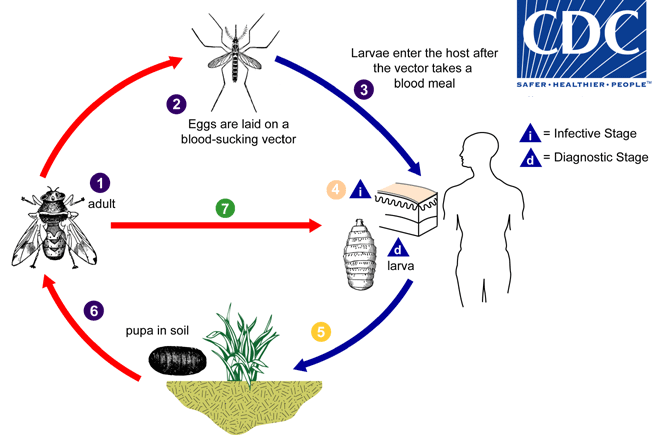 CDC
SAFER • HEALTHIER • PEOPLE™
Larvae enter the host after
the vector takes a
blood meal
3
2
Eggs are laid on a
blood-sucking vector
i = Infective Stage
d = Diagnostic Stage
1
adult
4 i
7
d
larva
6
5
pupa in soil